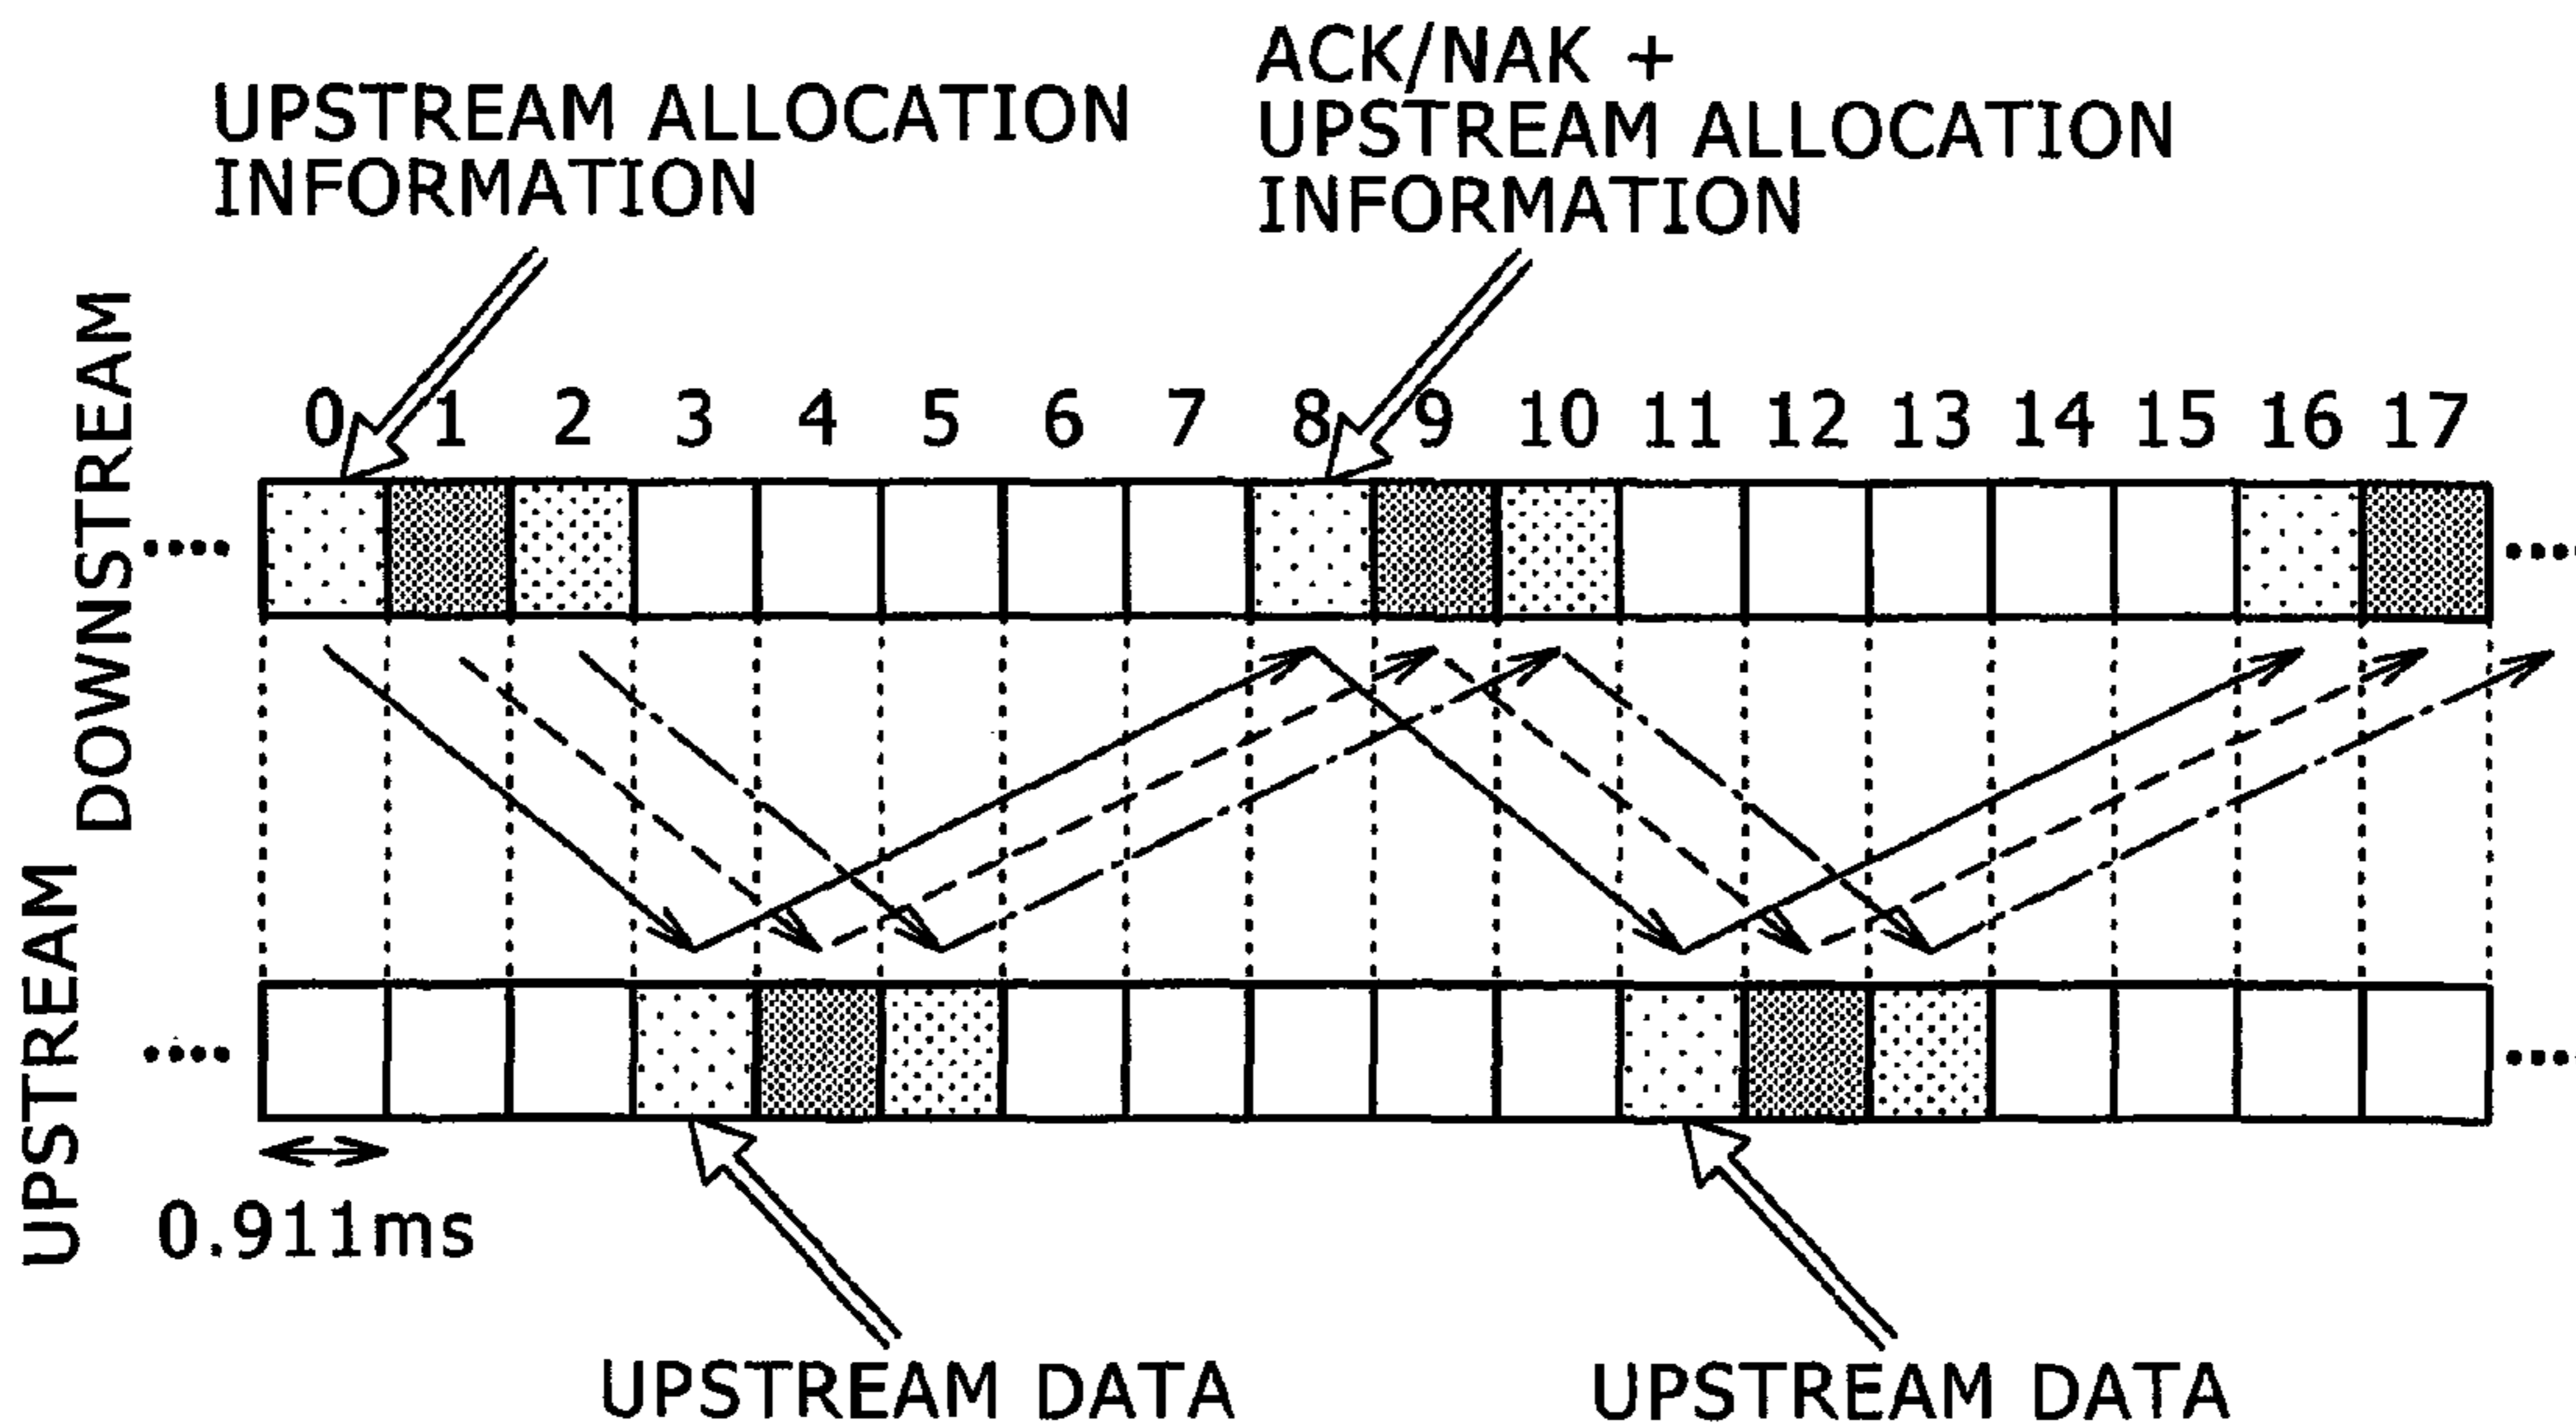 ACK/NAK +
UPSTREAM ALLOCATION
INFORMATION
UPSTREAM ALLOCATION
INFORMATION
DOWNSTREAM
0 1 2 3 4 5 6 7 8 9 10 11 12 13 14 15 16 17
UPSTREAM
0.911ms
UPSTREAM DATA
UPSTREAM DATA